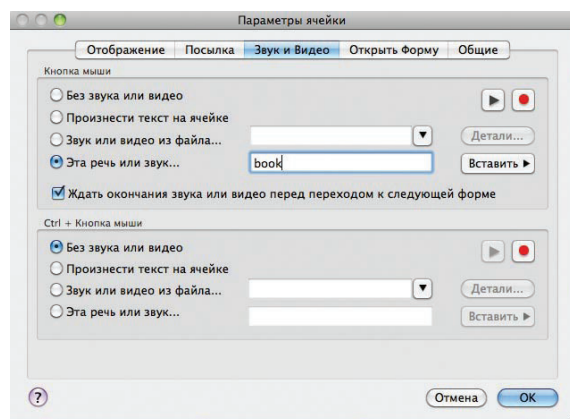 Параметры ячейки
Отображение Посылка Звук и Видео Открыть Форму Общие
Кнопка мыши
Без звука или видео
Произнести текст на ячейке
Звук или видео из файла... Детали...
Эта речь или звук... book Вставить
Ждать окончания звука или видео перед переходом к следующей форме
Ctrl + Кнопка мыши
Без звука или видео
Произнести текст на ячейке
Звук или видео из файла... Детали...
Эта речь или звук... Вставить
? Отмена OK